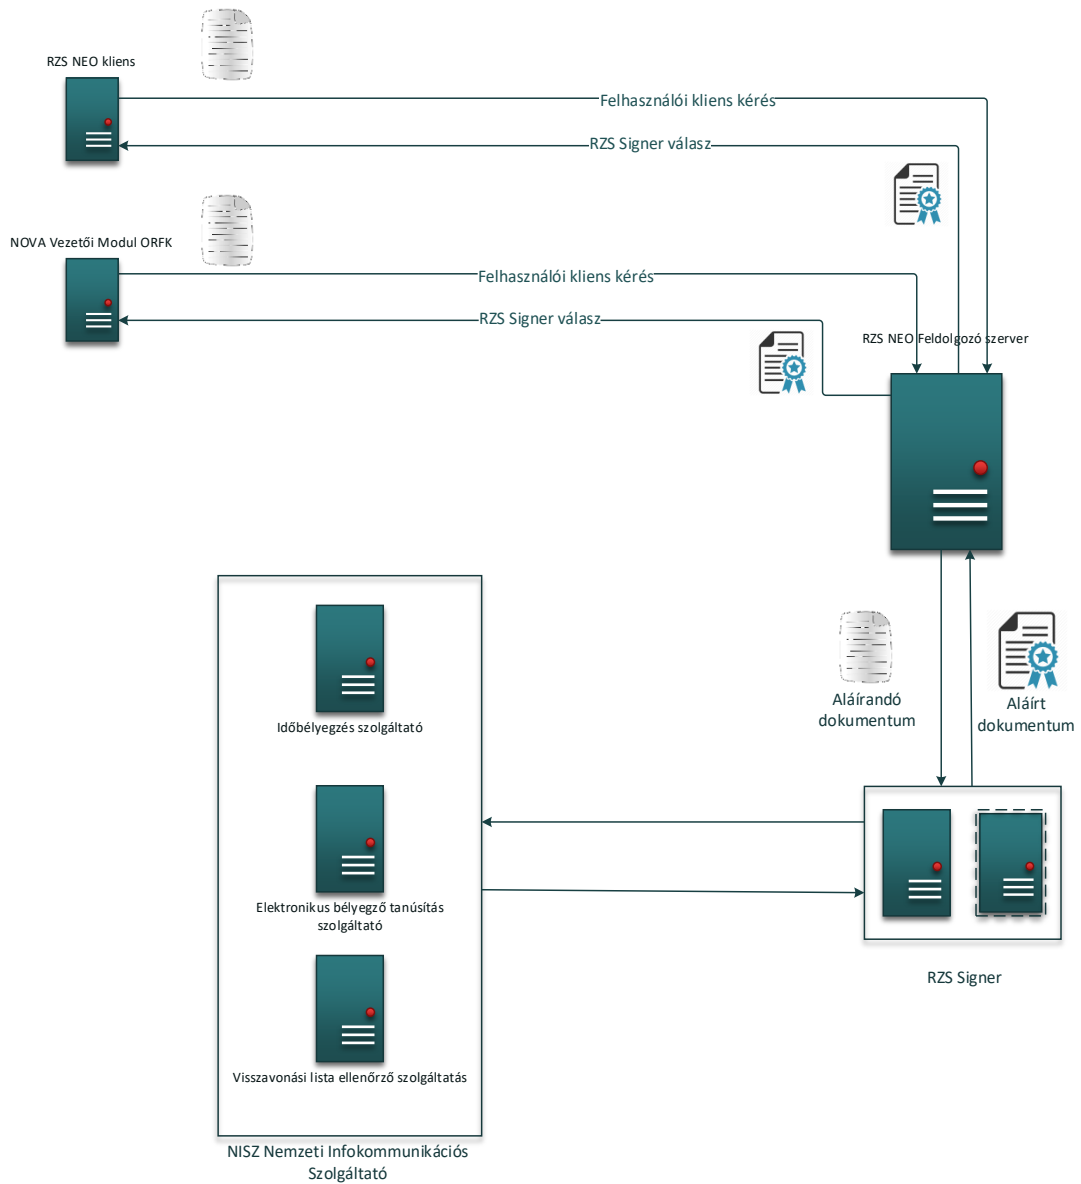 RZS NEO kliens
Felhasználói kliens kérés
RZS Signer válasz
NOVA Vezetői Modul ORFK
Felhasználói kliens kérés
RZS Signer válasz
RZS NEO Feldolgozó szerver
Aláírandó
dokumentum
Aláírt
dokumentum
Időbélyegzés szolgáltató
Elektronikus bélyegző tanúsítás
szolgáltató
RZS Signer
Visszavonási lista ellenőrző szolgáltatás
NISZ Nemzeti Infokommunikációs
Szolgáltató